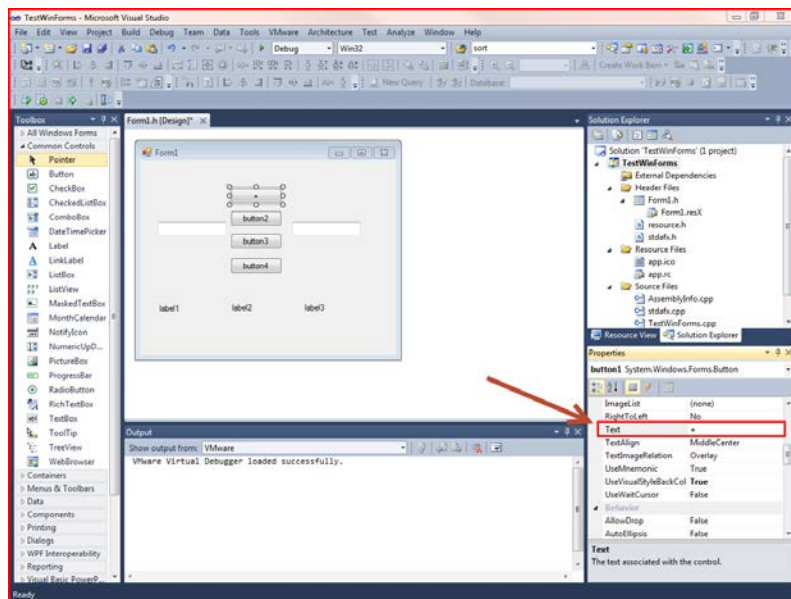 TestWinForms - Microsoft Visual Studio
File Edit View Project Build Debug Team Data Tools VMware Architecture Test Analyze Window Help
Debug Win32 sort
Create Work Item
New Query Database:
Toolbox
All Windows Forms
Common Controls
Pointer
Button
CheckBox
CheckedListBox
ComboBox
DateTimePicker
Label
LinkLabel
ListBox
ListView
MaskedTextBox
MonthCalendar
NotifyIcon
NumericUpD...
PictureBox
ProgressBar
RadioButton
RichTextBox
TextBox
ToolTip
TreeView
WebBrowser
Containers
Menus & Toolbars
Data
Components
Printing
Dialogs
WPF Interoperability
Reporting
Visual Basic PowerP...
Form1.h [Design]*
Form1
+
button2
button3
button4
label1 label2 label3
Output
Show output from: VMware
VMware Virtual Debugger loaded successfully.
Solution Explorer
Solution 'TestWinForms' (1 project)
TestWinForms
External Dependencies
Header Files
Form1.h
Form1.resX
resource.h
stdafx.h
Resource Files
app.ico
app.rc
Source Files
AssemblyInfo.cpp
stdafx.cpp
TestWinForms.cpp
Resource View Solution Explorer
Properties
button1 System.Windows.Forms.Button
ImageList (none)
RightToLeft No
Text +
TextAlign MiddleCenter
TextImageRelation Overlay
UseMnemonic True
UseVisualStyleBackCol True
UseWaitCursor False
Behavior
AllowDrop False
AutoEllipsis False
Text
The text associated with the control.
Ready